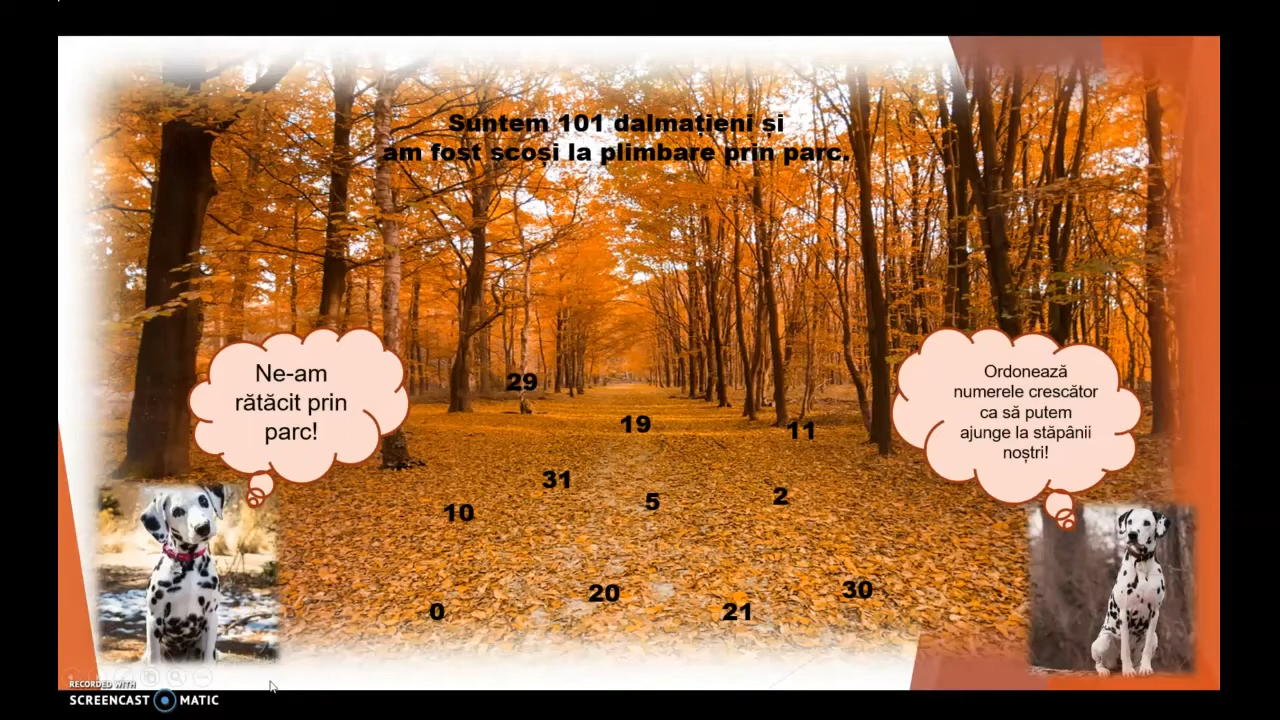 Suntem 101 dalmațieni si
am fost scoși la plimbare prin parc.
Ne-am
rătăcit prin
parc!
Ordonează
numerele crescător
ca să putem
ajunge la stăpânii
noștri!
29
19
11
31
5
2
10
20
30
0
21
RECORDED WITH
SCREENCAST MATIC